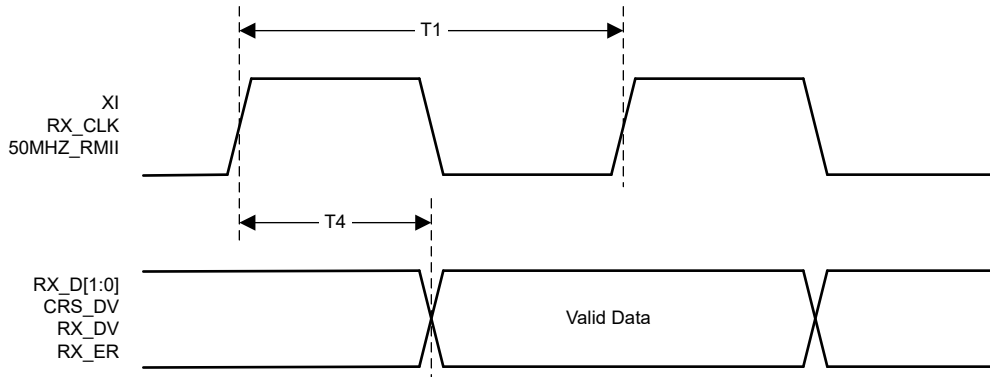 T1
XI
RX_CLK
50MHZ_RMII
T4
RX_D[1:0]
CRS_DV
RX_DV
RX_ER
Valid Data